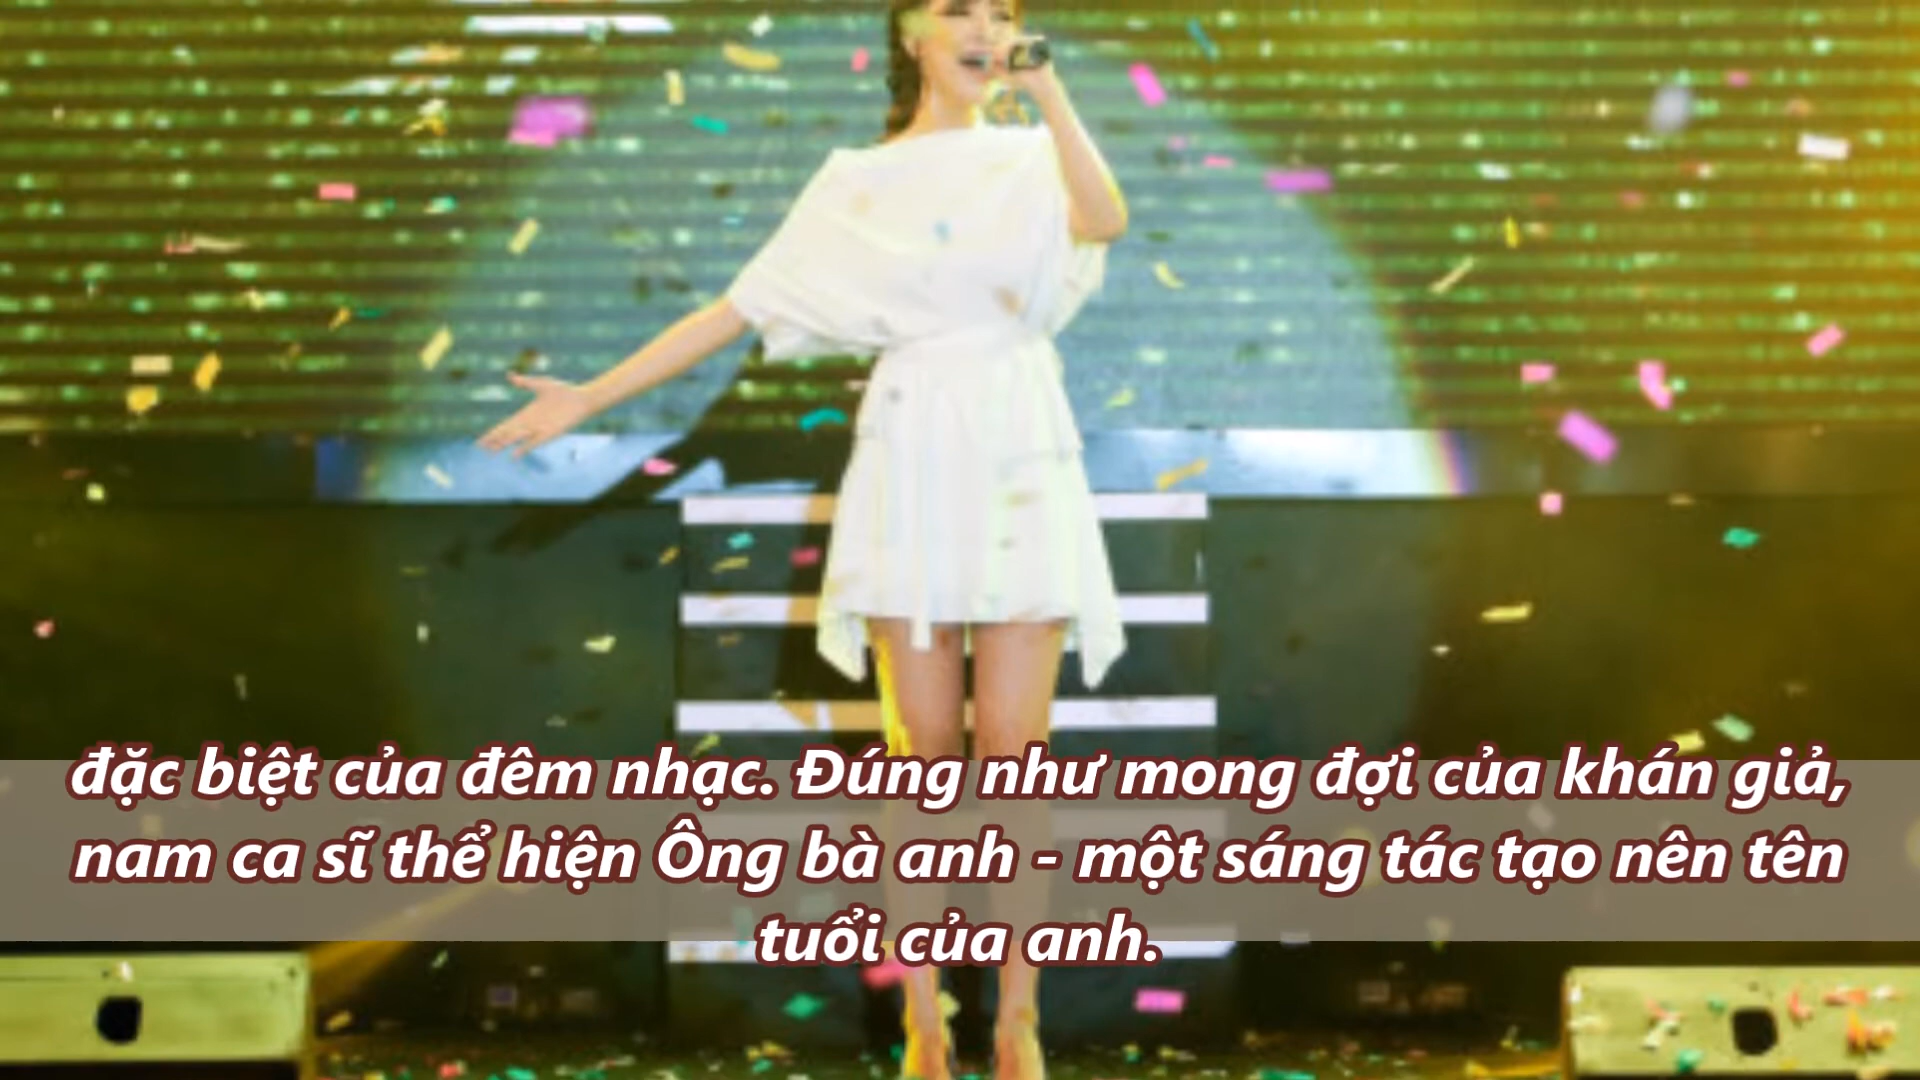 đặc biệt của đêm nhạc. Đúng như mong đợi của khán giả,
nam ca sĩ thể hiện Ông bà anh - một sáng tác tạo nên tên
tuổi của anh.